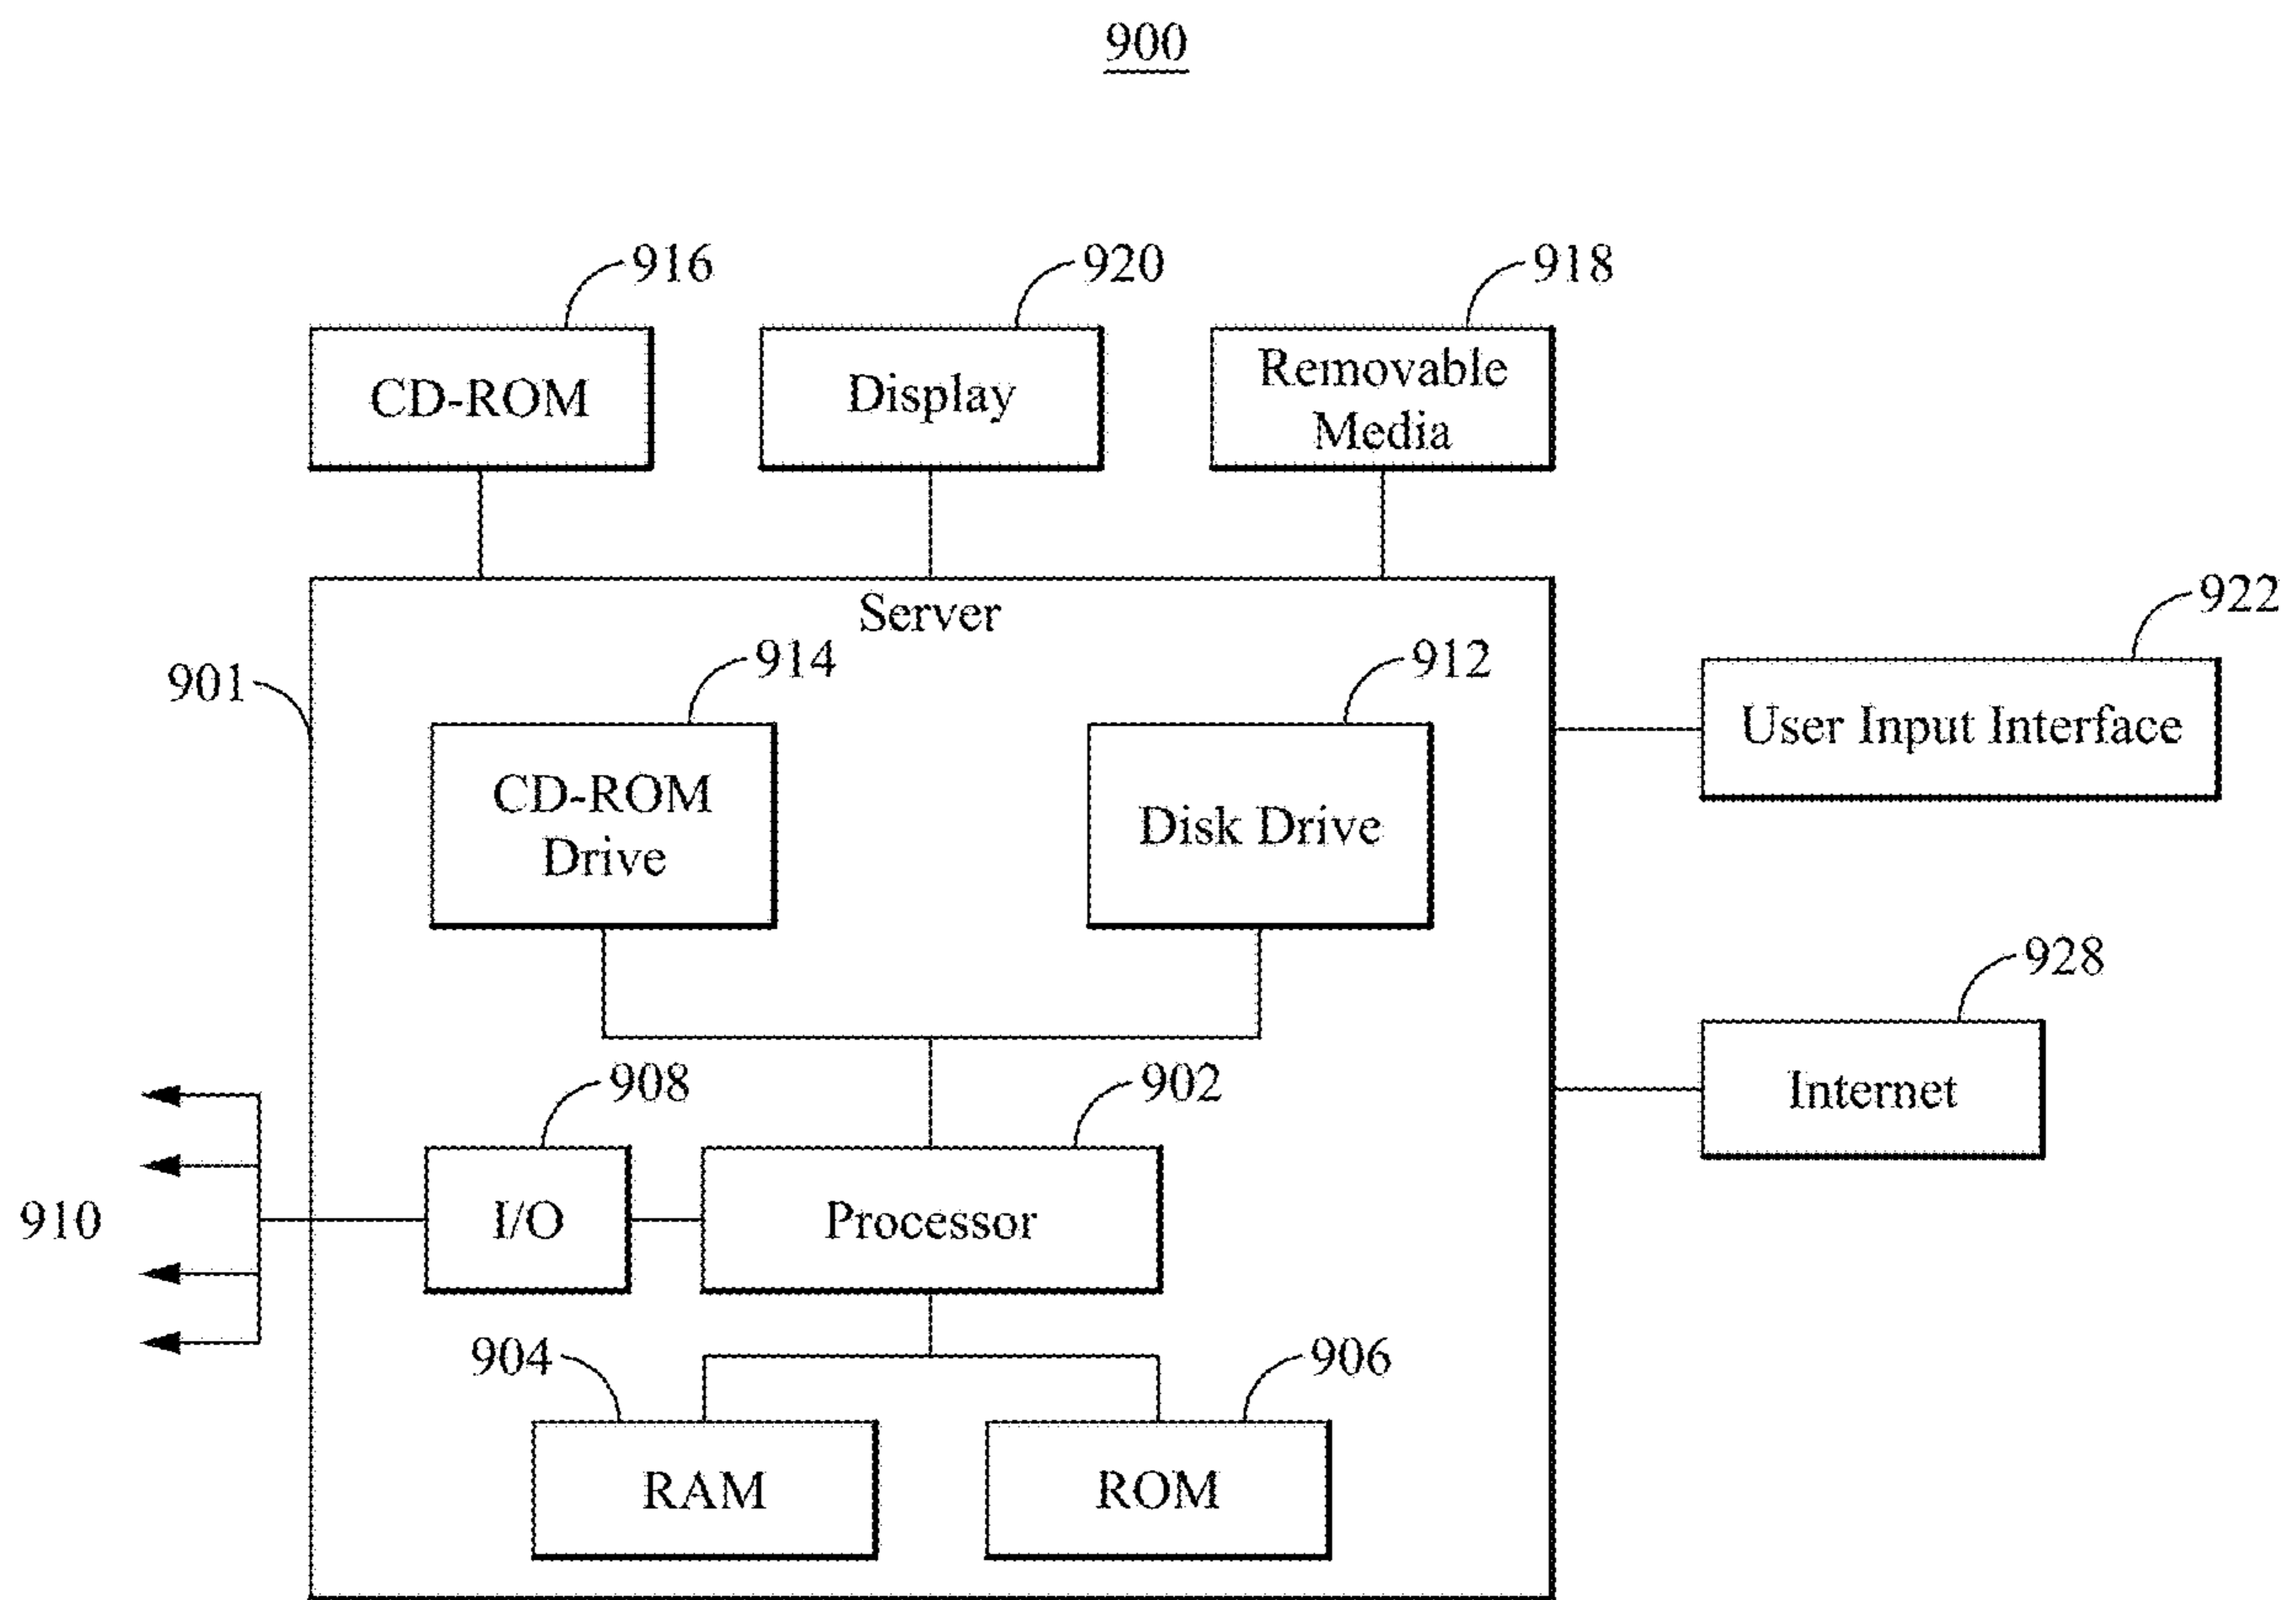 900
916
920
918
CD-ROM
Display
Removable
Media
Server
922
901
914
912
User Input Interface
CD-ROM
Drive
Disk Drive
928
Internet
908
902
910
I/O
Processor
904
906
RAM
ROM